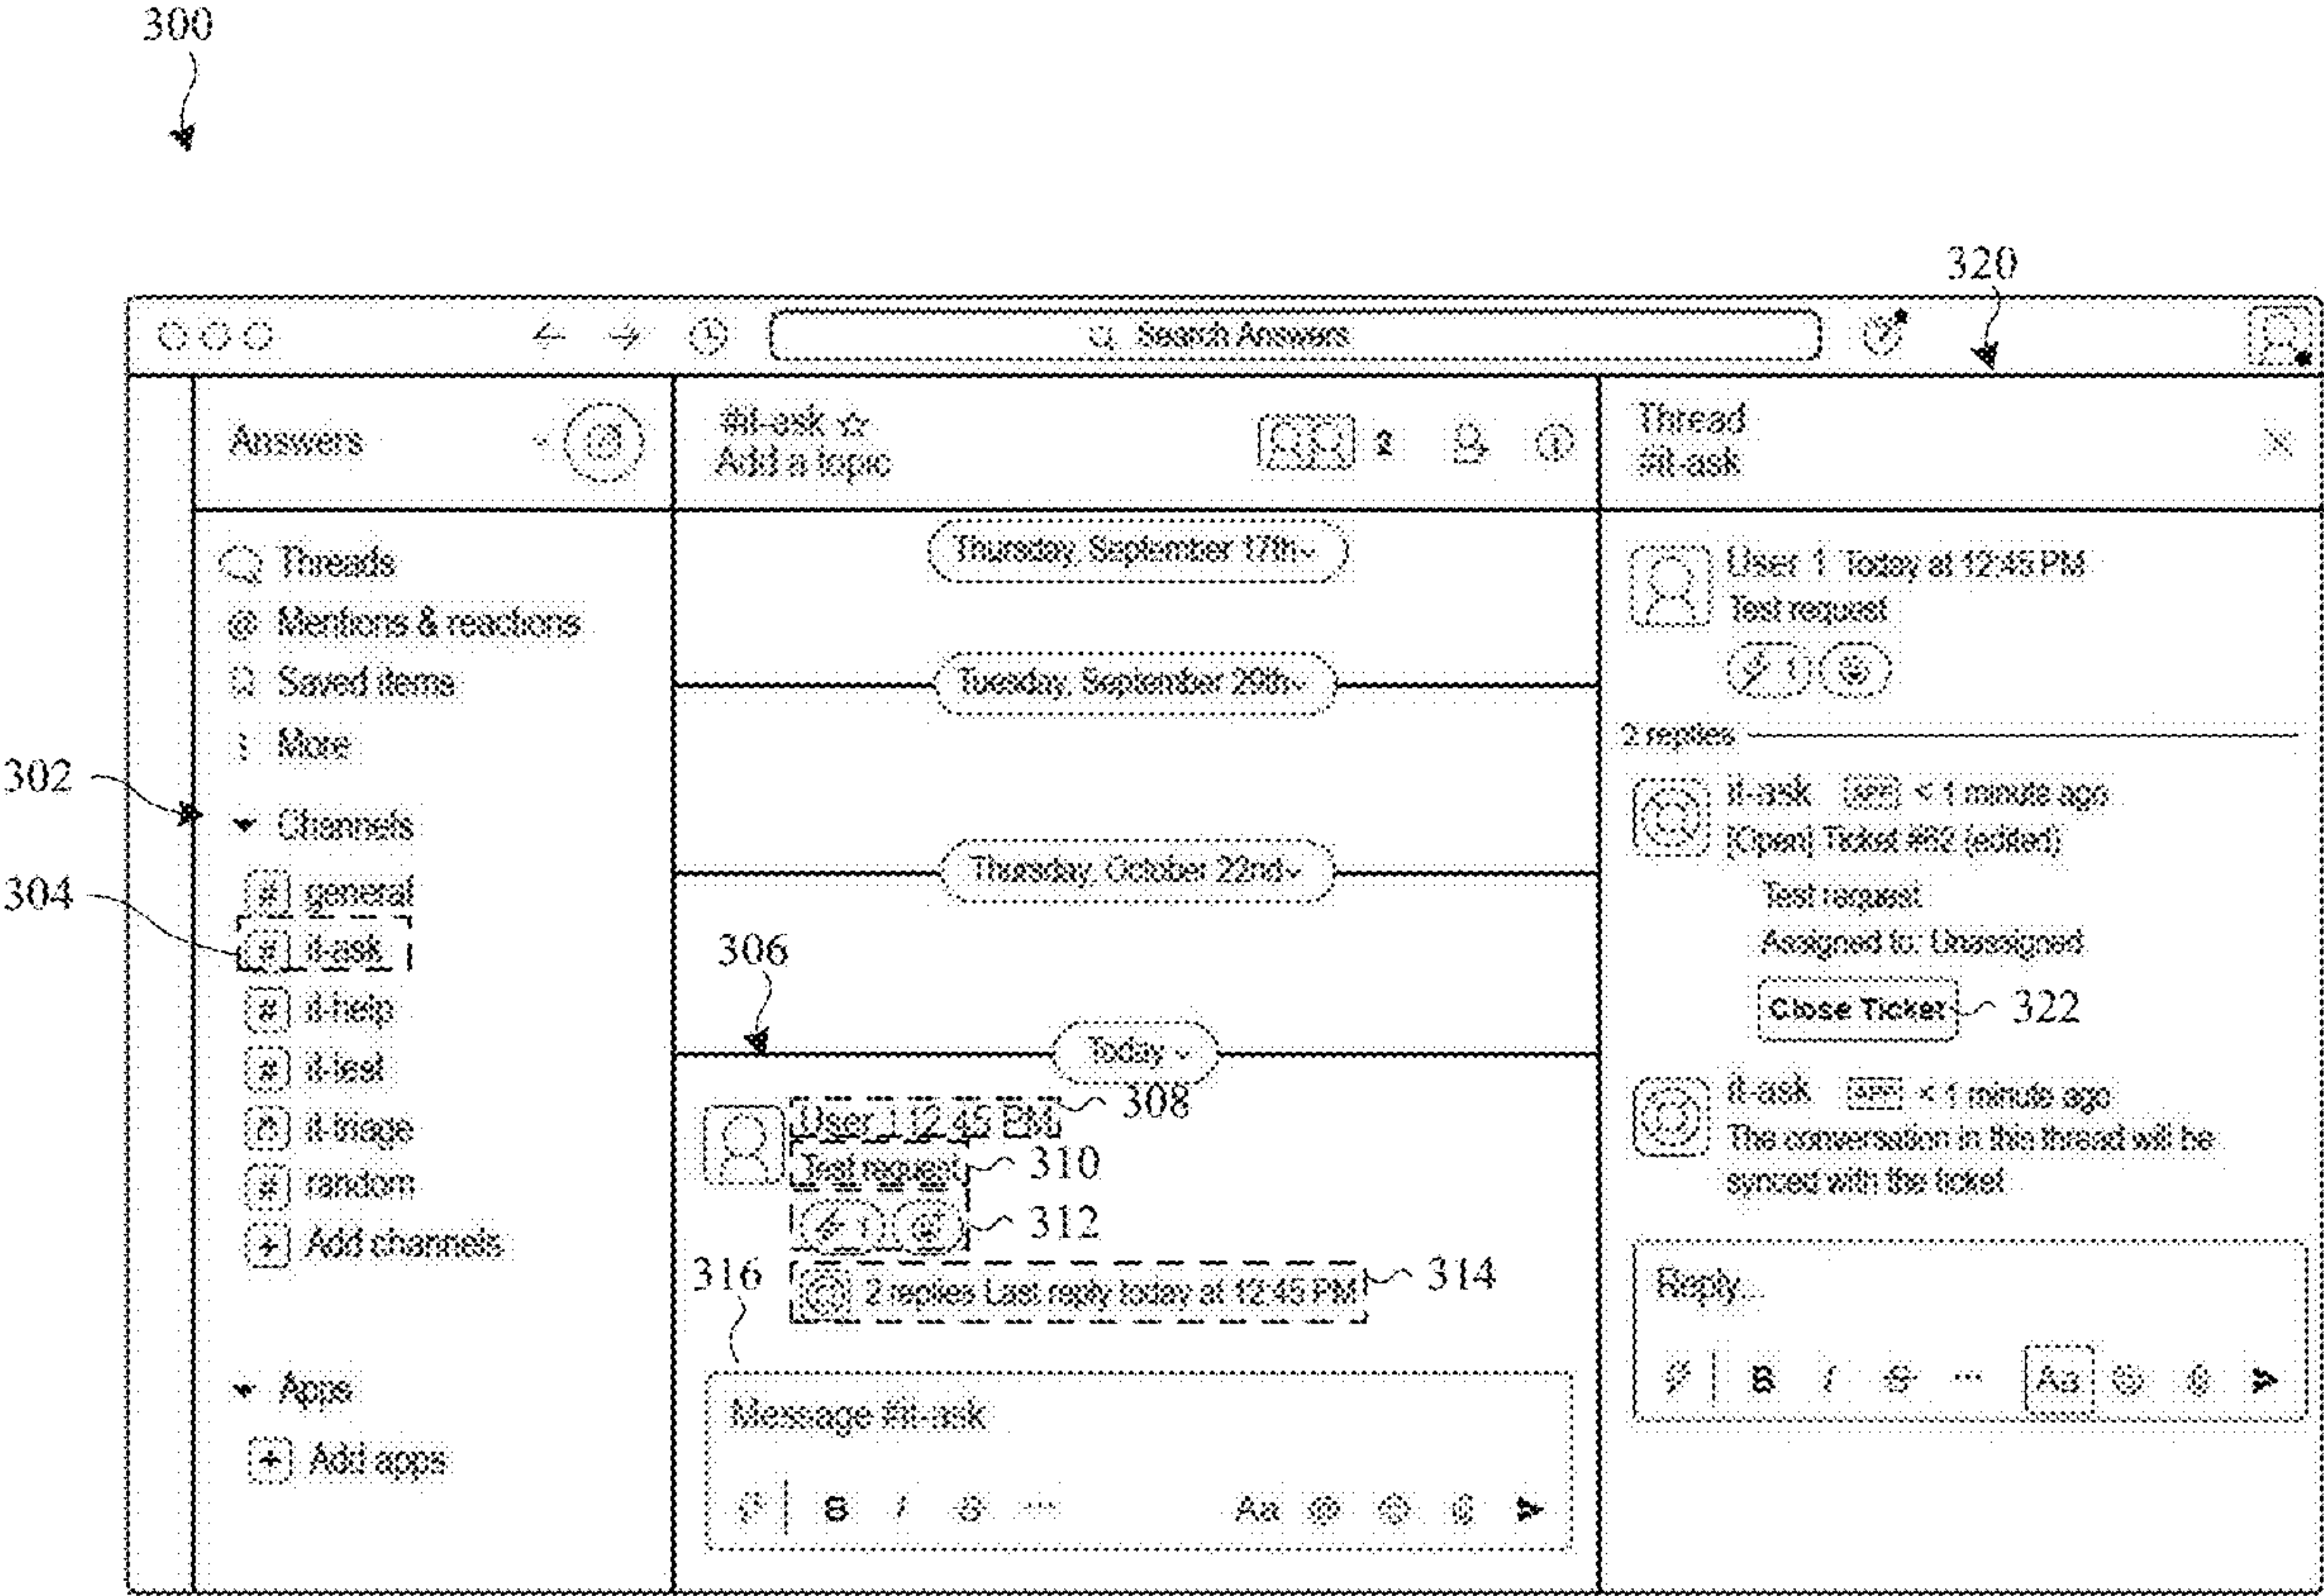 300
320
Search Answers
Answers
#it-ask
Add a topic
2
Thread
#it-ask
Threads
Mentions & reactions
Saved items
More
302
Channels
general
304
it-ask
it-help
it-test
it-triage
random
Add channels
Apps
Add apps
Thursday, September 17th
Tuesday, September 29th
Thursday, October 22nd
306
Today
User 1 12:45 PM
308
Test request
310
1
312
2 replies Last reply today at 12:45 PM
314
316
Message #it-ask
B I S ... Aa @
User 1 Today at 12:45 PM
Test request
1
2 replies
it-ask APP < 1 minute ago
[Open] Ticket #62 (edited)
Test request
Assigned to: Unassigned
Close Ticket
322
it-ask APP < 1 minute ago
The conversation in this thread will be
synced with the ticket
Reply...
B I S ... Aa